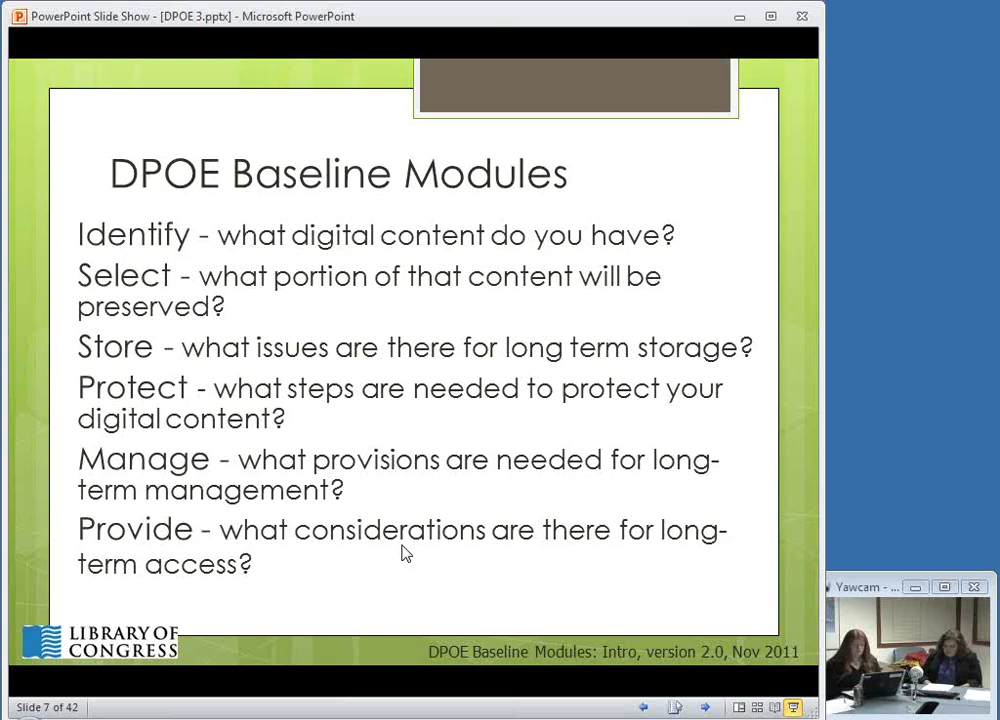 PowerPoint Slide Show - [DPOE 3.pptx] - Microsoft PowerPoint
DPOE Baseline Modules
Identify - what digital content do you have?
Select - what portion of that content will be
preserved?
Store - what issues are there for long term storage?
Protect - what steps are needed to protect your
digital content?
Manage - what provisions are needed for long-
term management?
Provide - what considerations are there for long-
term access?
LIBRARY OF
CONGRESS
DPOE Baseline Modules: Intro, version 2.0, Nov 2011
Yawcam - ...
Slide 7 of 42